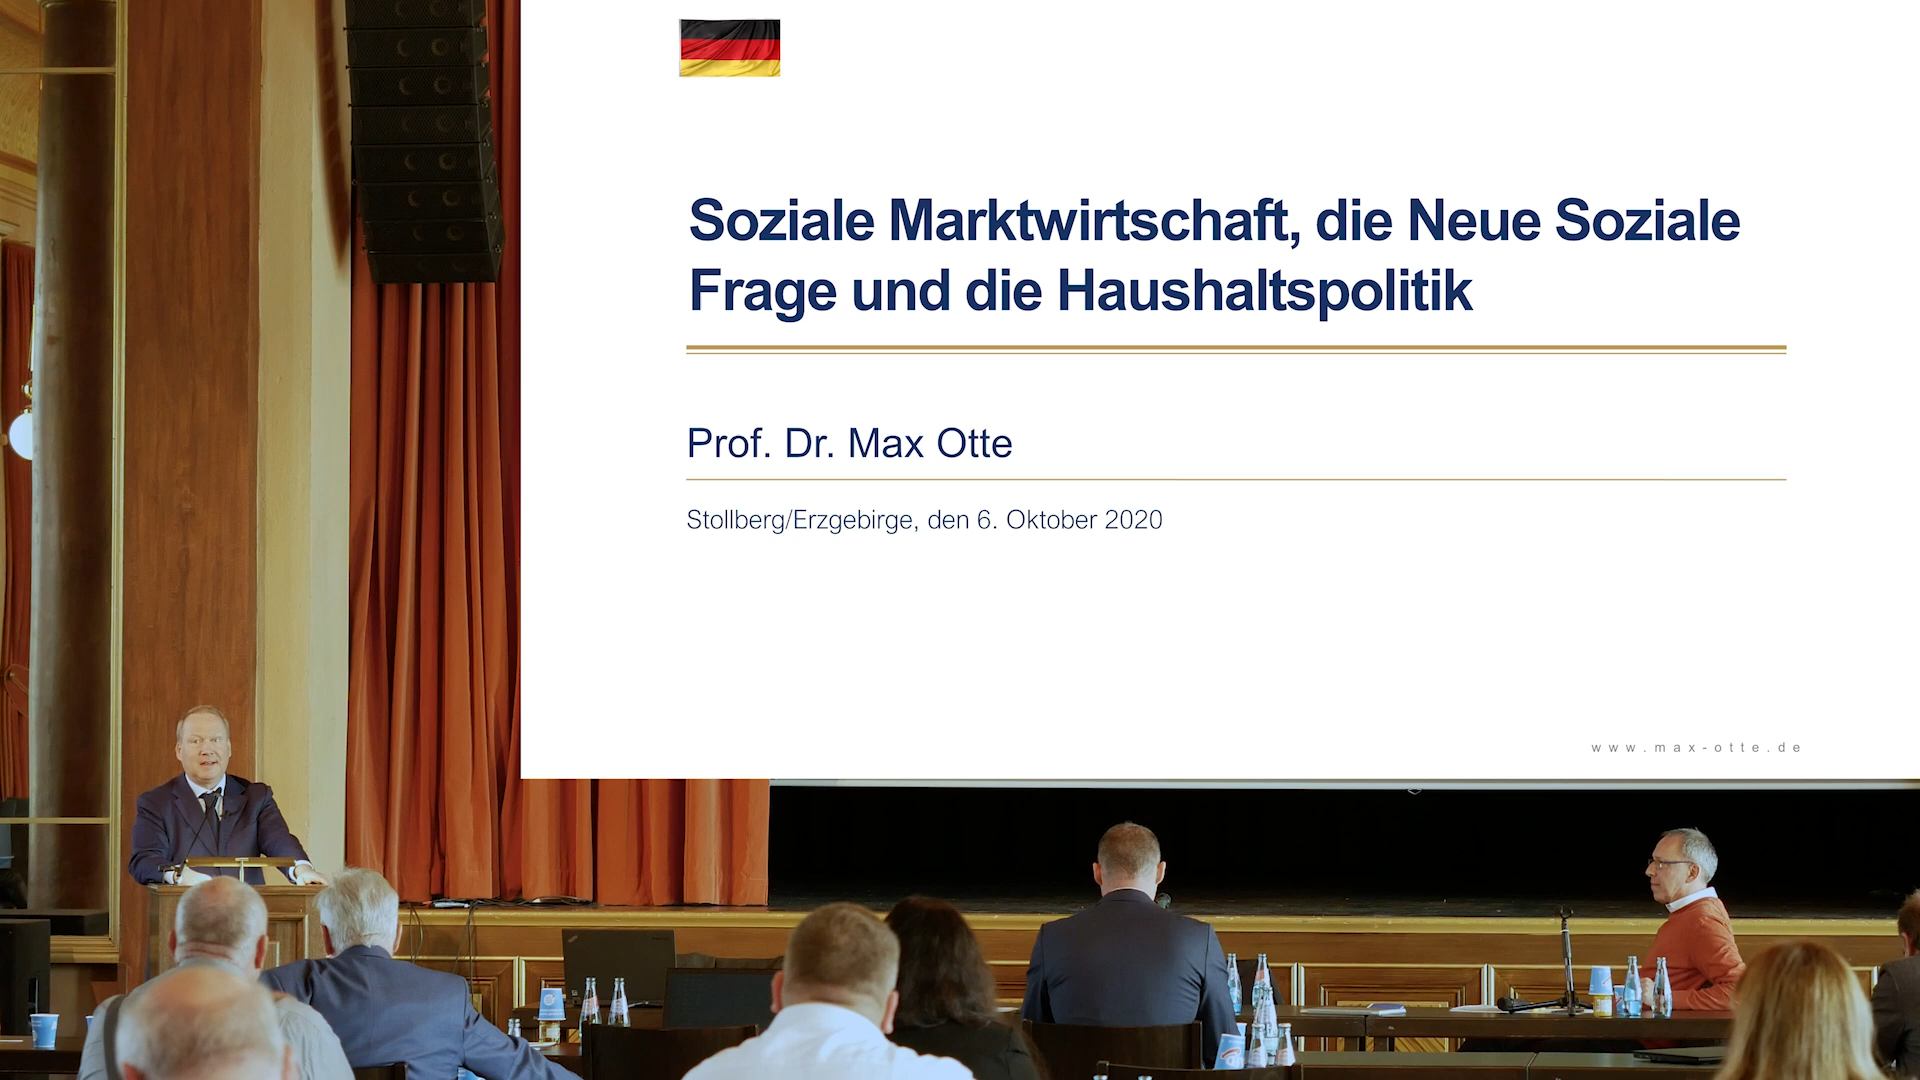 Soziale Marktwirtschaft, die Neue Soziale
Frage und die Haushaltspolitik
Prof. Dr. Max Otte
Stollberg/Erzgebirge, den 6. Oktober 2020
www.max-otte.de